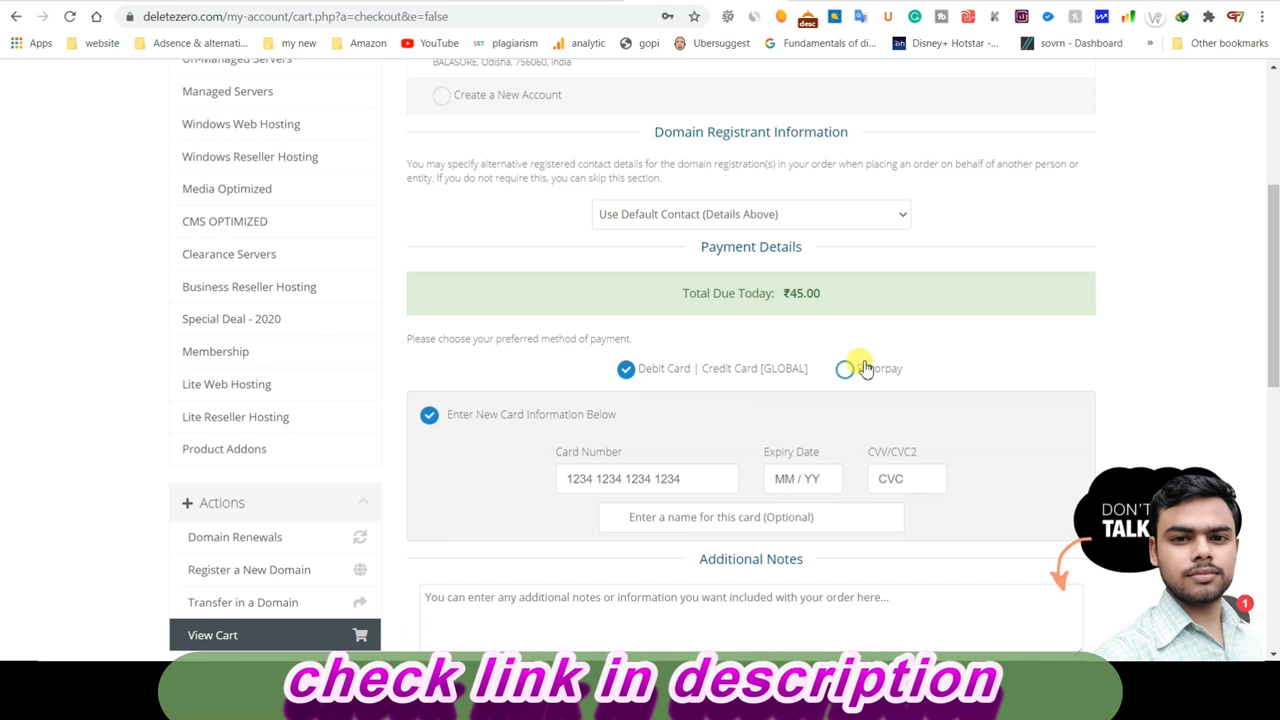 deletezero.com/my-account/cart.php?a=checkout&e=false
desc
Apps
website
Adsence & alternati...
my new
Amazon
YouTube
SST plagiarism
analytic
gopi
Ubersuggest
Fundamentals of di...
Disney+ Hotstar -...
sovrn - Dashboard
»
Other bookmarks
Un-Managed Servers
Managed Servers
Windows Web Hosting
Windows Reseller Hosting
Media Optimized
CMS OPTIMIZED
Clearance Servers
Business Reseller Hosting
Special Deal - 2020
Membership
Lite Web Hosting
Lite Reseller Hosting
Product Addons
Actions
Domain Renewals
Register a New Domain
Transfer in a Domain
View Cart
BALASORE, Odisha, 756060, India
Create a New Account
Domain Registrant Information
You may specify alternative registered contact details for the domain registration(s) in your order when placing an order on behalf of another person or
entity. If you do not require this, you can skip this section.
Use Default Contact (Details Above)
Payment Details
Total Due Today: ₹45.00
Please choose your preferred method of payment.
Debit Card | Credit Card [GLOBAL]
Enter New Card Information Below
Card Number
Expiry Date
CVV/CVC2
1234 1234 1234 1234
MM / YY
CVC
Enter a name for this card (Optional)
Additional Notes
You can enter any additional notes or information you want included with your order here...
DON'T
TALK
1
check link in description